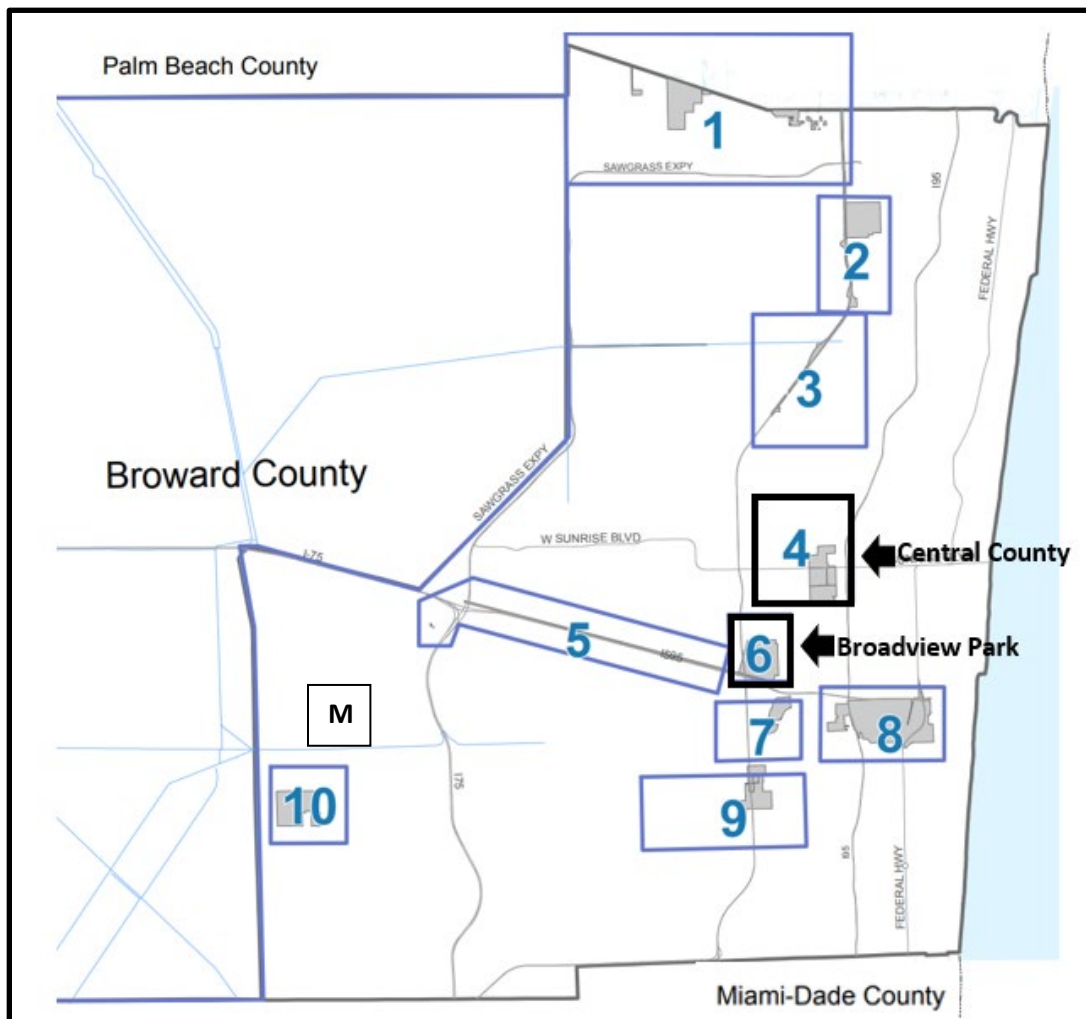 Palm Beach County
1
SAWGRASS EXPY
I95
FEDERAL HWY
2
3
Broward County
SAWGRASS EXPY
W SUNRISE BLVD
4
Central County
I-75
5
I595
6
Broadview Park
M
7
8
I75
10
9
I95
FEDERAL HWY
Miami-Dade County